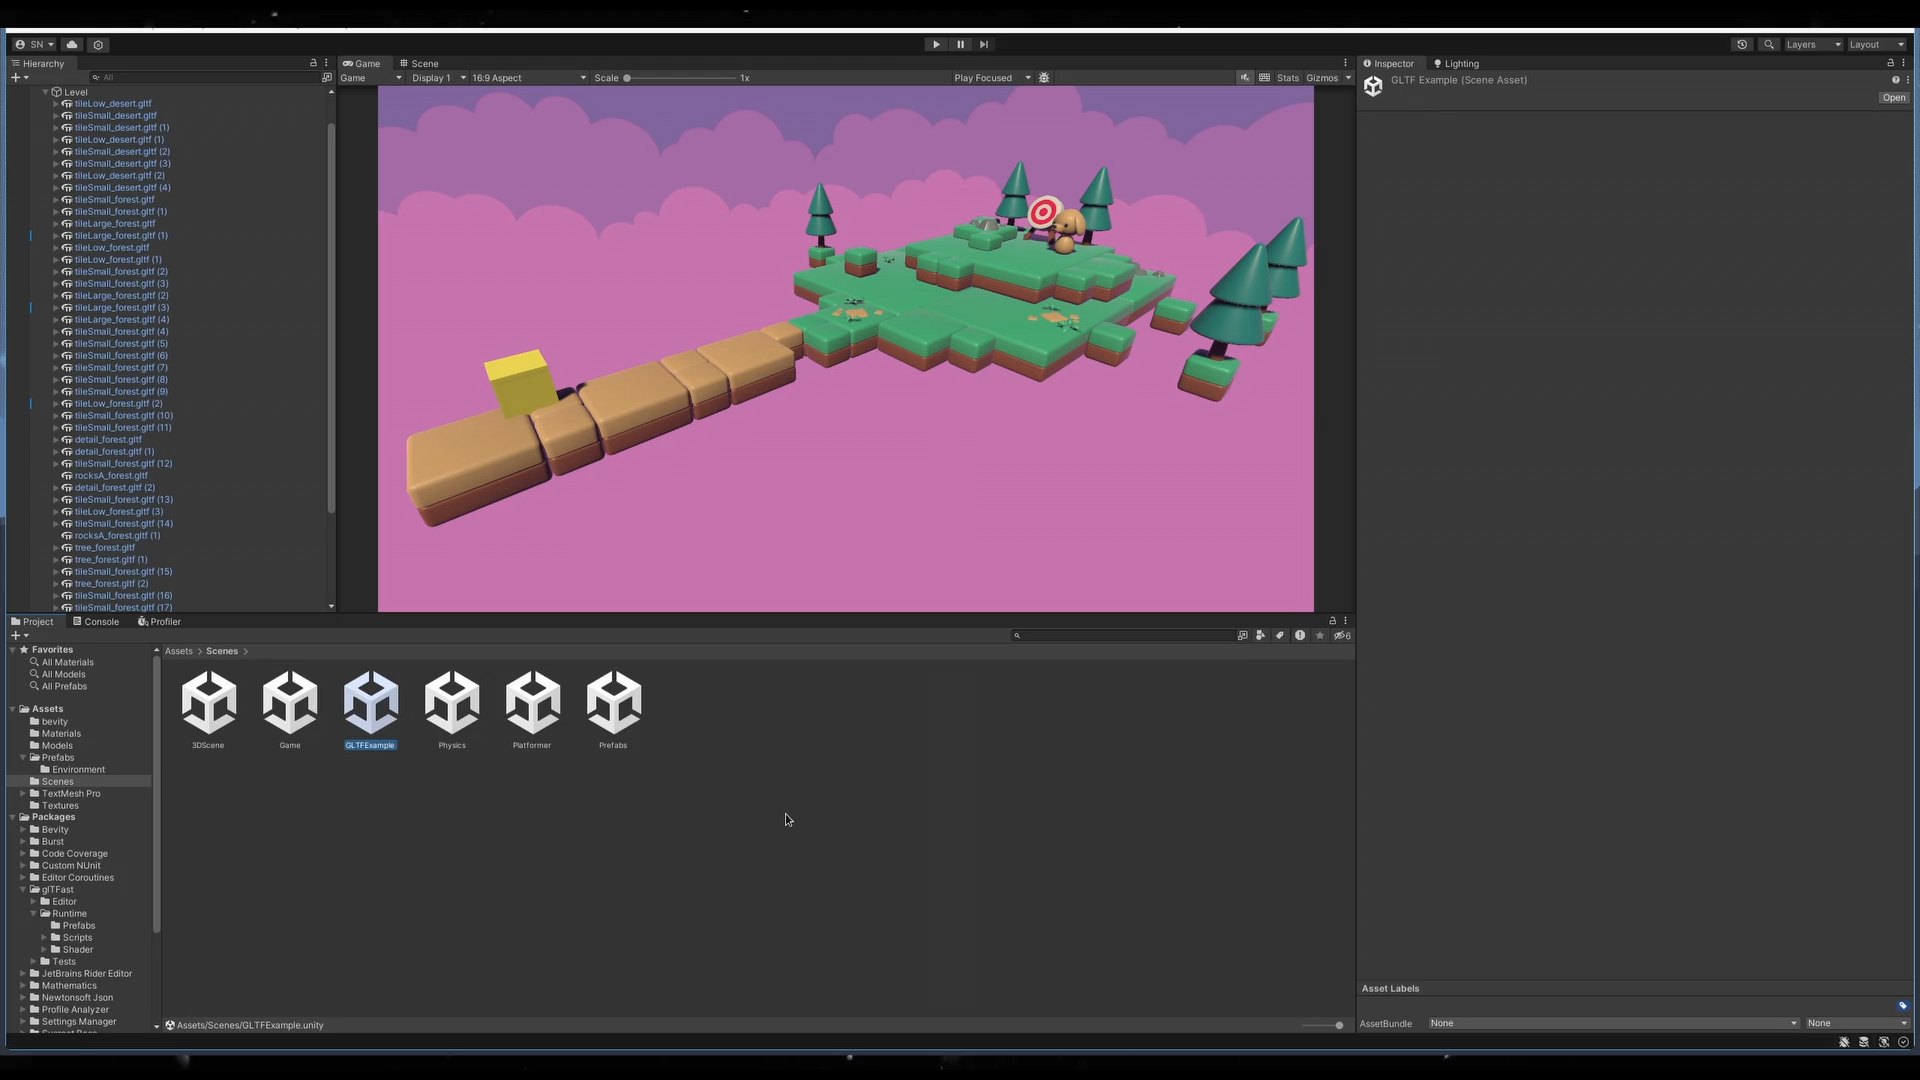 SN
Layers
Layout
Hierarchy
All
Level
tileLow_desert.gltf
tileSmall_desert.gltf
tileSmall_desert.gltf (1)
tileLow_desert.gltf (1)
tileSmall_desert.gltf (2)
tileSmall_desert.gltf (3)
tileLow_desert.gltf (2)
tileSmall_desert.gltf (4)
tileSmall_forest.gltf
tileSmall_forest.gltf (1)
tileLarge_forest.gltf
tileLarge_forest.gltf (1)
tileLow_forest.gltf
tileLow_forest.gltf (1)
tileSmall_forest.gltf (2)
tileSmall_forest.gltf (3)
tileLarge_forest.gltf (2)
tileLarge_forest.gltf (3)
tileLarge_forest.gltf (4)
tileSmall_forest.gltf (4)
tileSmall_forest.gltf (5)
tileSmall_forest.gltf (6)
tileSmall_forest.gltf (7)
tileSmall_forest.gltf (8)
tileSmall_forest.gltf (9)
tileLow_forest.gltf (2)
tileSmall_forest.gltf (10)
tileSmall_forest.gltf (11)
detail_forest.gltf
detail_forest.gltf (1)
tileSmall_forest.gltf (12)
rocksA_forest.gltf
detail_forest.gltf (2)
tileSmall_forest.gltf (13)
tileLow_forest.gltf (3)
tileSmall_forest.gltf (14)
rocksA_forest.gltf (1)
tree_forest.gltf
tree_forest.gltf (1)
tileSmall_forest.gltf (15)
tree_forest.gltf (2)
tileSmall_forest.gltf (16)
tileSmall_forest.gltf (17)
Game Scene
Game Display 1 16:9 Aspect Scale 1x Play Focused Stats Gizmos
Inspector Lighting
GLTF Example (Scene Asset)
Open
Project Console Profiler
6
Favorites
All Materials
All Models
All Prefabs
Assets
bevity
Materials
Models
Prefabs
Environment
Scenes
TextMesh Pro
Textures
Packages
Bevity
Burst
Code Coverage
Custom NUnit
Editor Coroutines
glTFast
Editor
Runtime
Prefabs
Scripts
Shader
Tests
JetBrains Rider Editor
Mathematics
Newtonsoft Json
Profile Analyzer
Settings Manager
Assets > Scenes >
3DScene Game GLTFExample Physics Platformer Prefabs
Assets/Scenes/GLTFExample.unity
Asset Labels
AssetBundle None None